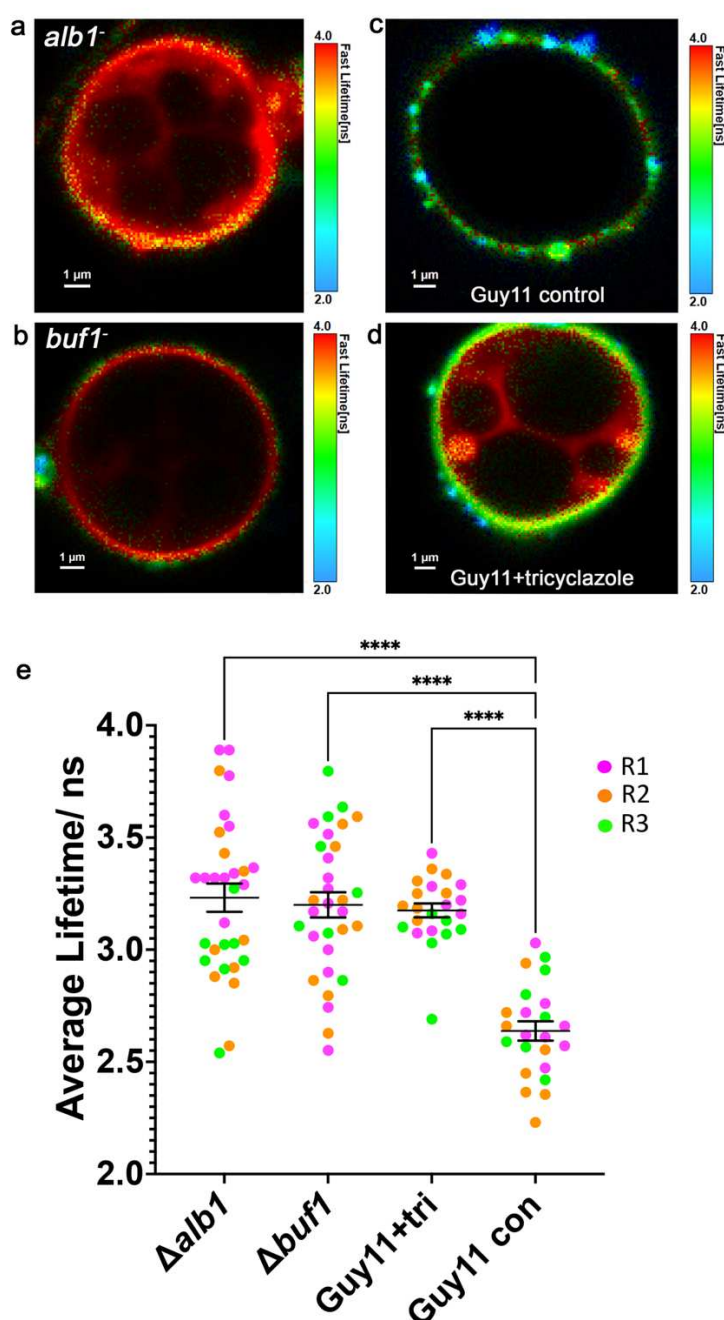 a
alb1-
4.0
Fast Lifetime[ns]
2.0
1 µm
c
4.0
Fast Lifetime[ns]
2.0
1 µm
Guy11 control
b
buf1-
4.0
Fast Lifetime[ns]
2.0
1 µm
d
4.0
Fast Lifetime[ns]
2.0
1 µm
Guy11+tricyclazole
e
****
****
****
Average Lifetime/ ns
4.0
3.5
3.0
2.5
2.0
R1
R2
R3
Δalb1
Δbuf1
Guy11+tri
Guy11 con